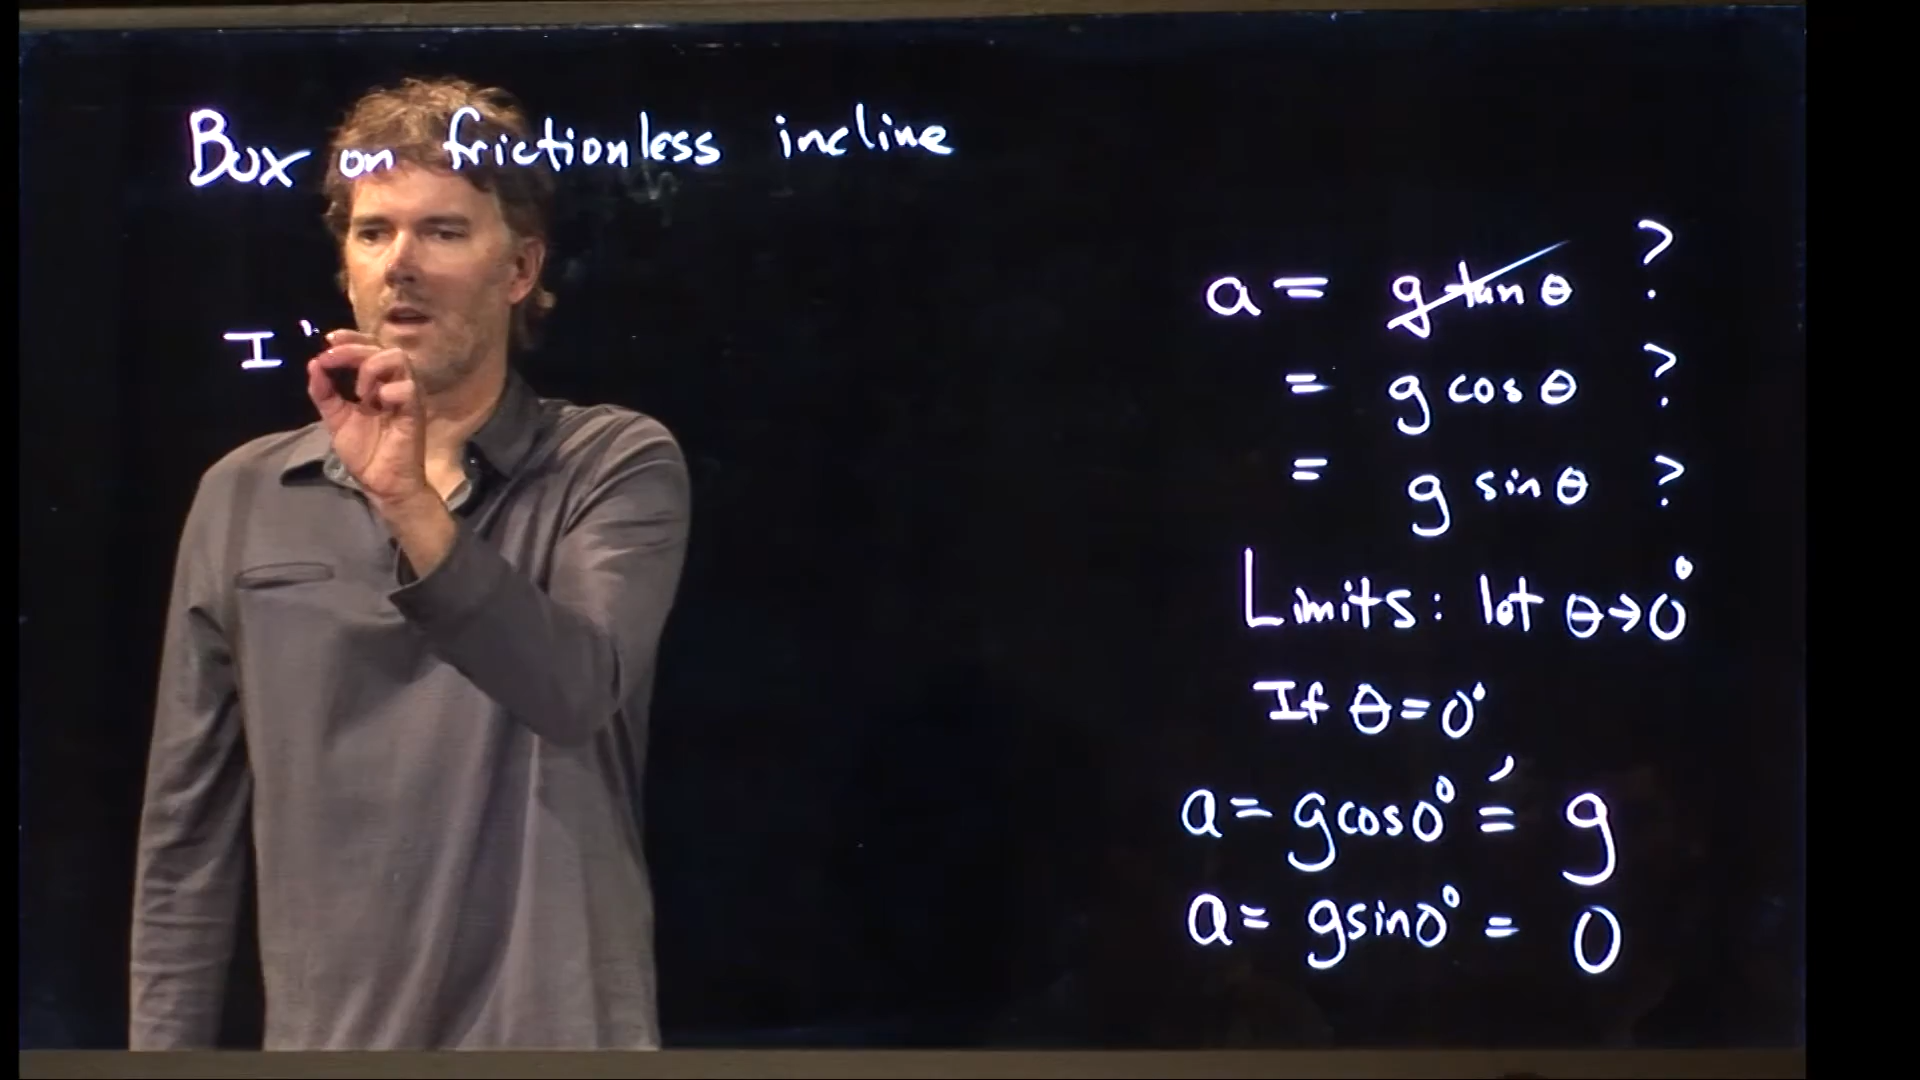 Box on frictionless incline
I
a = g tan θ ?
= g cos θ ?
= g sin θ ?
Limits: let θ→0°
If θ=0°,
a = g cos 0° = g
a = g sin 0° = 0